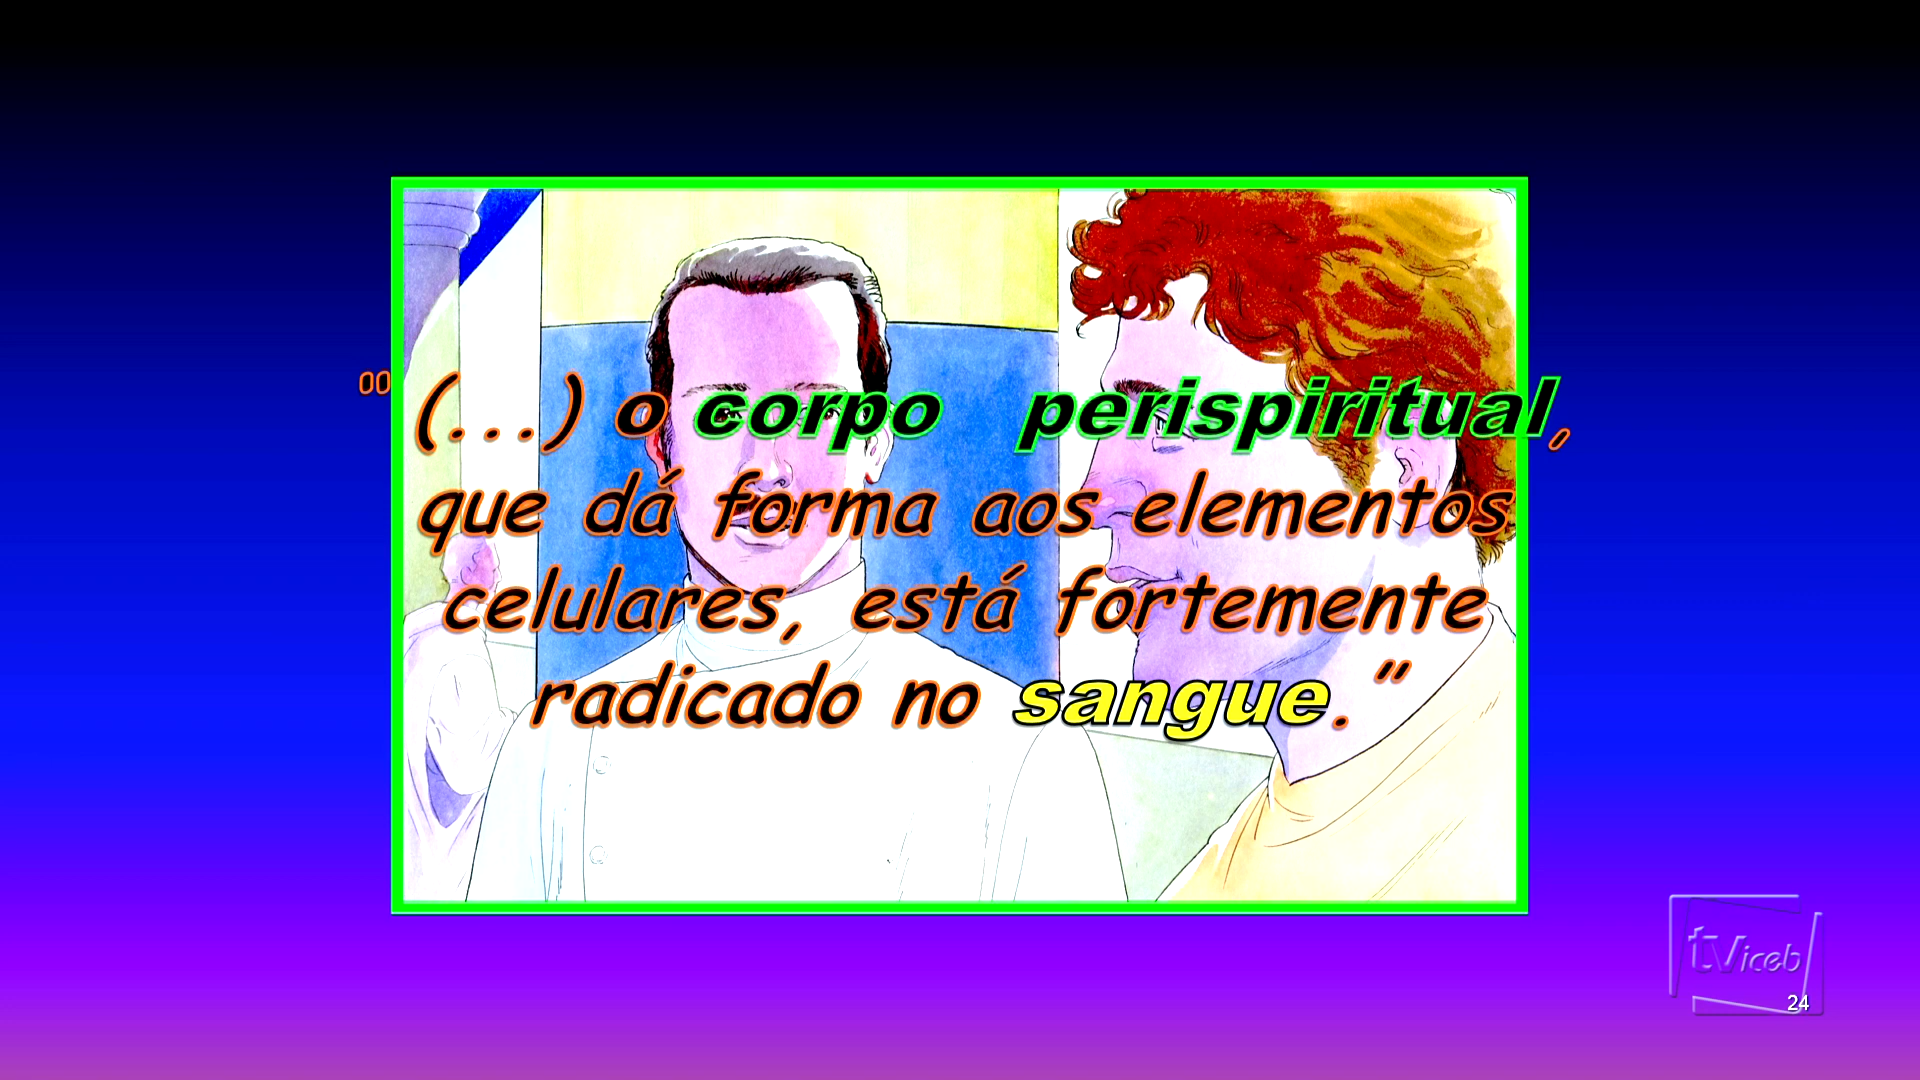 "(...) o corpo perispiritual,
que dá forma aos elementos
celulares, está fortemente
radicado no sangue."
tViceb
24